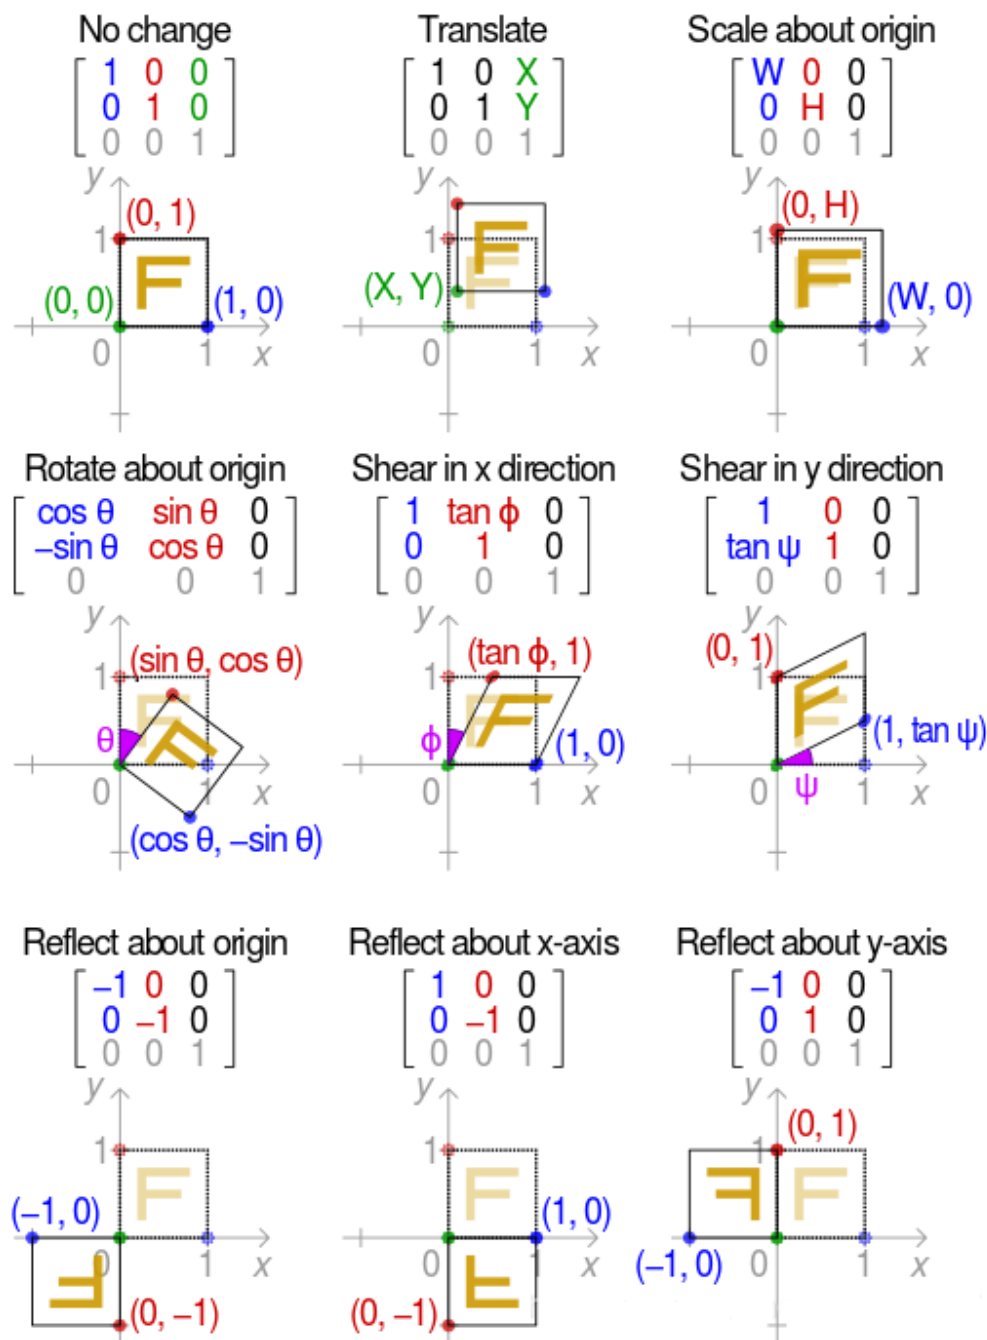 No change
1 0 0
0 1 0
0 0 1
y
(0, 1)
1
(0, 0)
(1, 0)
0
1
x
Translate
1 0 X
0 1 Y
0 0 1
y
1
F
F
(X, Y)
0
1
x
Scale about origin
W 0 0
0 H 0
0 0 1
y
(0, H)
1
F
F
(W, 0)
0
1
x
Rotate about origin
cos θ sin θ 0
−sin θ cos θ 0
0 0 1
y
(sin θ, cos θ)
1
F
F
θ
0
1
x
(cos θ, −sin θ)
Shear in x direction
1 tan ϕ 0
0 1 0
0 0 1
y
(tan ϕ, 1)
1
F
F
ϕ
(1, 0)
0
1
x
Shear in y direction
1 0 0
tan ψ 1 0
0 0 1
y
(0, 1)
1
F
F
(1, tan ψ)
0
ψ
1
x
Reflect about origin
−1 0 0
0 −1 0
0 0 1
y
1
F
(−1, 0)
0
1
x
F
(0, −1)
Reflect about x-axis
1 0 0
0 −1 0
0 0 1
y
1
F
(1, 0)
0
1
x
F
(0, −1)
Reflect about y-axis
−1 0 0
0 1 0
0 0 1
y
(0, 1)
1
F
F
(−1, 0)
0
1
x